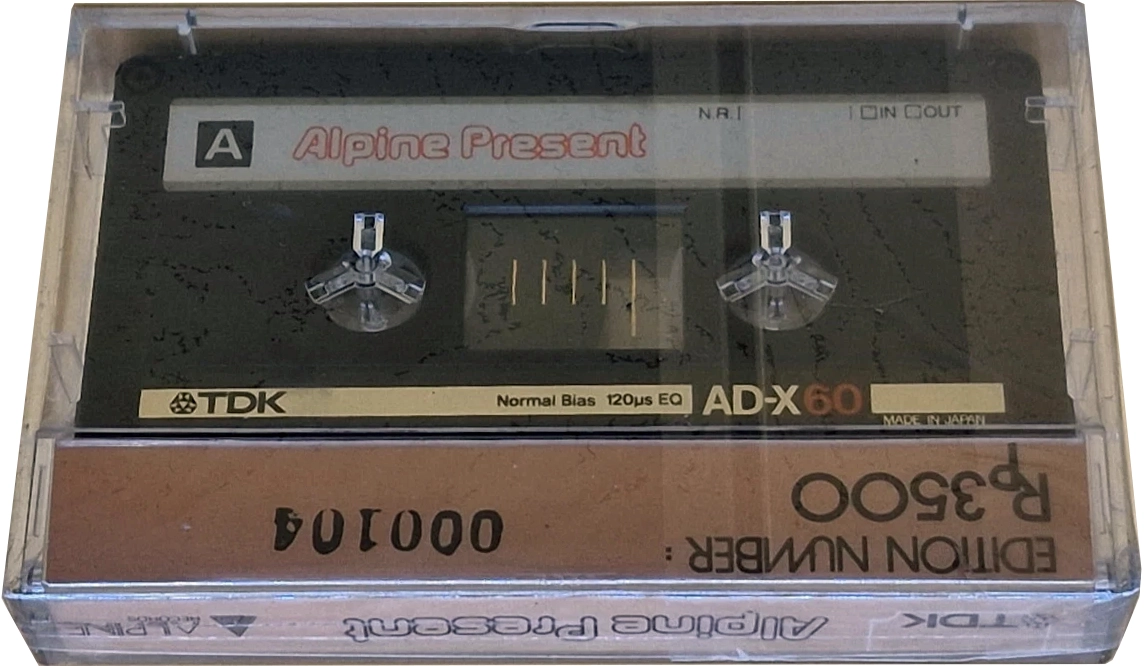 A Alpine Present N.R. [ ] IN OUT
TDK Normal Bias 120µs EQ AD-X60
MADE IN JAPAN
Rp3500
EDITION NUMBER: 000104
TDK Alpine Present ALPINE